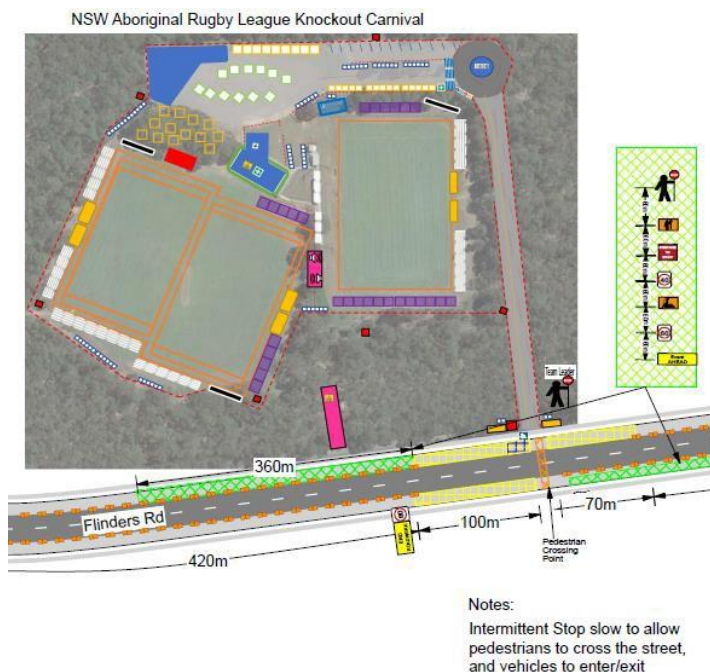 NSW Aboriginal Rugby League Knockout Carnival
Team Leader
AHEAD
360m
Flinders Rd
100m
70m
420m
Pedestrian
Crossing
Point
Notes:
Intermittent Stop slow to allow
pedestrians to cross the street,
and vehicles to enter/exit